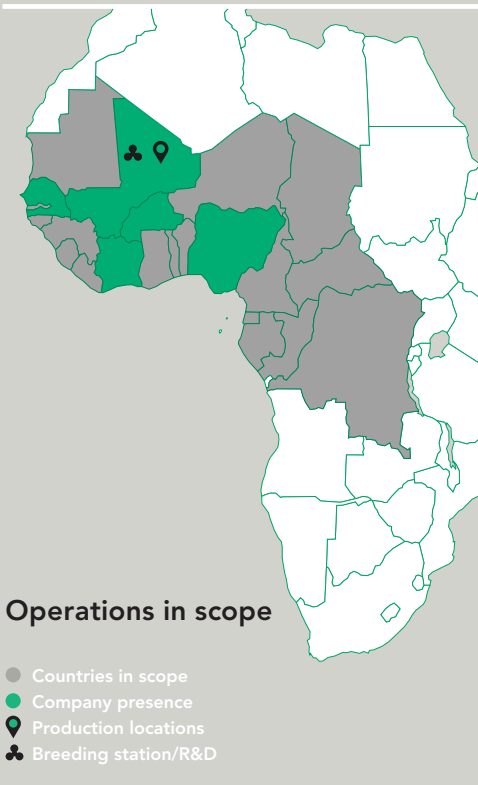 Operations in scope
Countries in scope
Company presence
Production locations
Breeding station/R&D